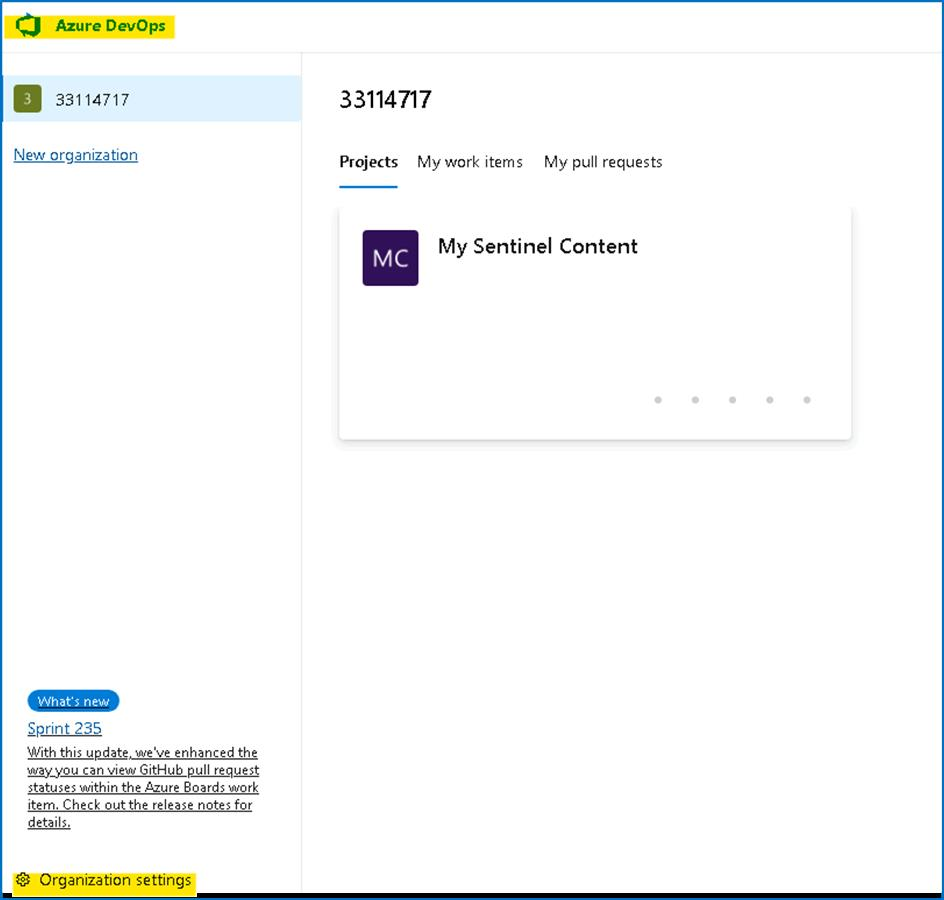 Azure DevOps
3 33114717
New organization
33114717
Projects My work items My pull requests
MC My Sentinel Content
What's new
Sprint 235
With this update, we've enhanced the
way you can view GitHub pull request
statuses within the Azure Boards work
item. Check out the release notes for
details.
Organization settings